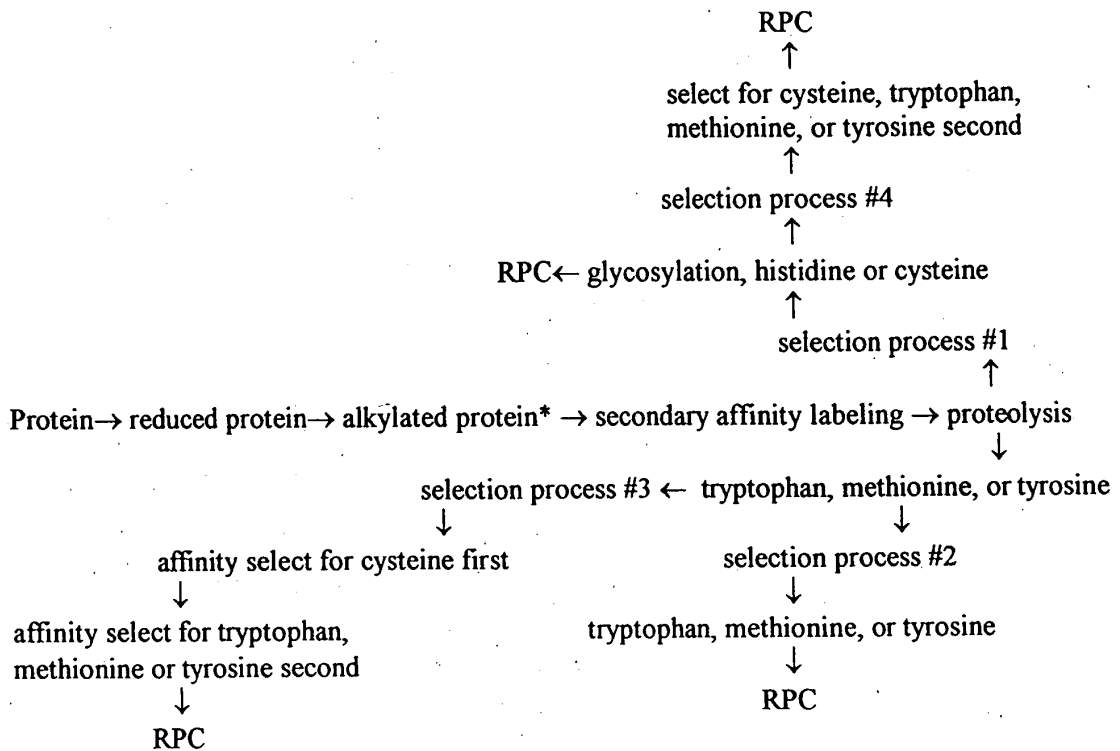 RPC
↑
select for cysteine, tryptophan,
methionine, or tyrosine second
↑
selection process #4
↑
RPC← glycosylation, histidine or cysteine
↑
selection process #1
↑
Protein→ reduced protein→ alkylated protein* → secondary affinity labeling → proteolysis
↓
selection process #3 ← tryptophan, methionine, or tyrosine
↓ ↓
affinity select for cysteine first selection process #2
↓ ↓
affinity select for tryptophan, tryptophan, methionine, or tyrosine
methionine or tyrosine second
↓ ↓
RPC RPC